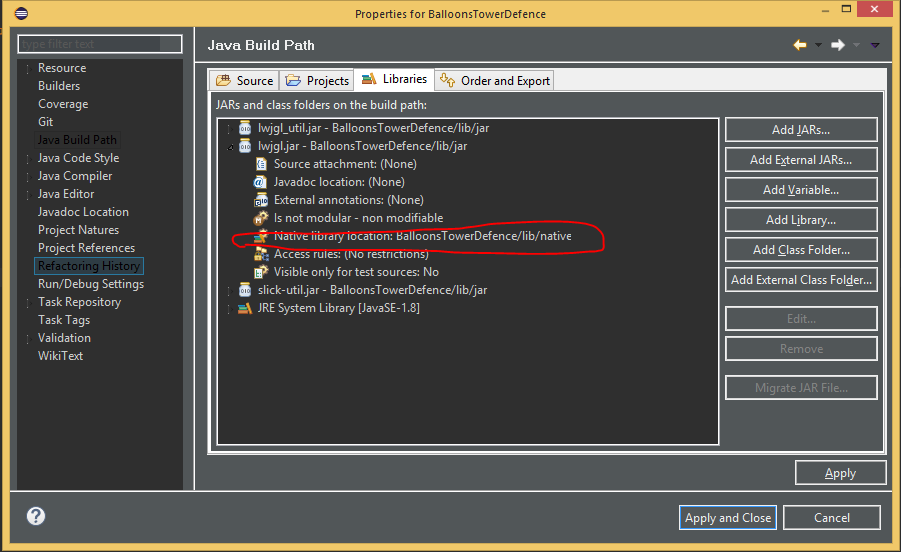 Properties for BalloonsTowerDefence
type filter text
Resource
Builders
Coverage
Git
Java Build Path
Java Code Style
Java Compiler
Java Editor
Javadoc Location
Project Natures
Project References
Refactoring History
Run/Debug Settings
Task Repository
Task Tags
Validation
WikiText
Java Build Path
Source Projects Libraries Order and Export
JARs and class folders on the build path:
lwjgl_util.jar - BalloonsTowerDefence/lib/jar
lwjgl.jar - BalloonsTowerDefence/lib/jar
Source attachment: (None)
Javadoc location: (None)
External annotations: (None)
Is not modular - non modifiable
Native library location: BalloonsTowerDefence/lib/native
Access rules: (No restrictions)
Visible only for test sources: No
slick-util.jar - BalloonsTowerDefence/lib/jar
JRE System Library [JavaSE-1.8]
Add JARs...
Add External JARs...
Add Variable...
Add Library...
Add Class Folder...
Add External Class Folder...
Edit...
Remove
Migrate JAR File...
Apply
?
Apply and Close
Cancel